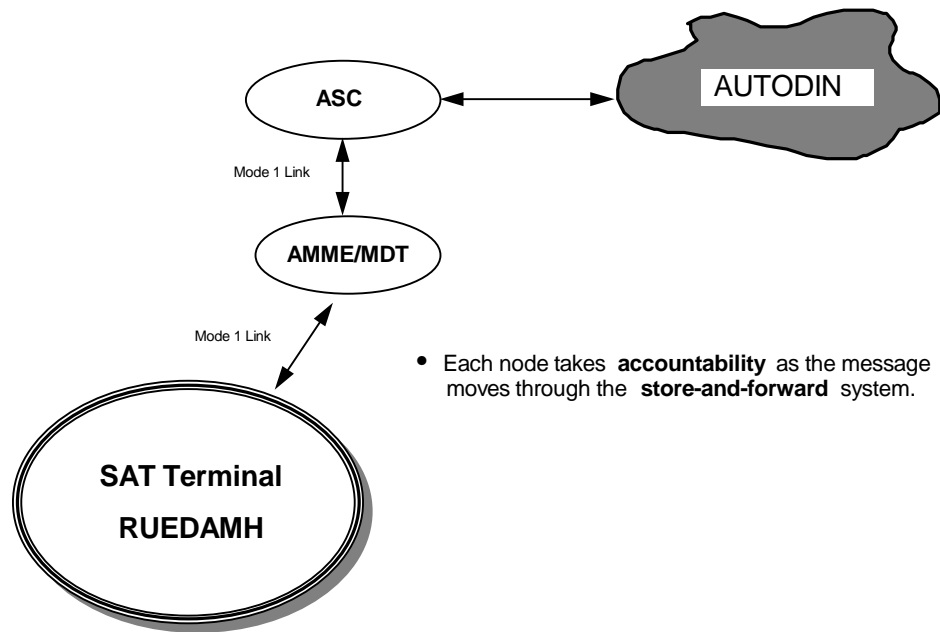 AUTODIN
ASC
Mode 1 Link
AMME/MDT
Mode 1 Link
• Each node takes accountability as the message
moves through the store-and-forward system.
SAT Terminal
RUEDAMH